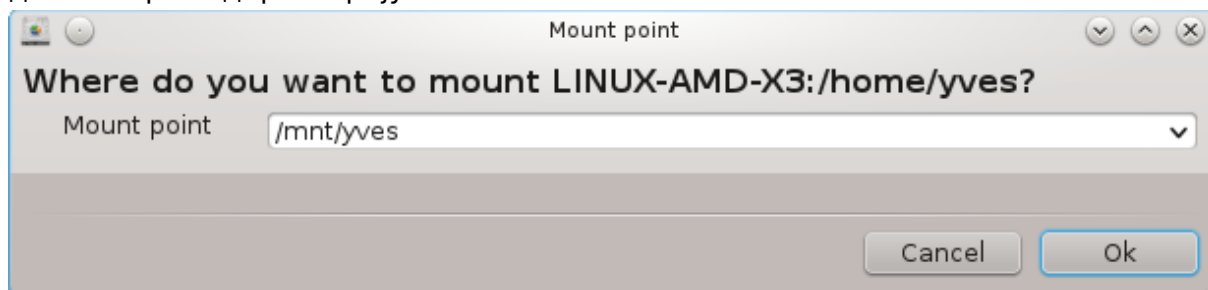 Mount point
Where do you want to mount LINUX-AMD-X3:/home/yves?
Mount point /mnt/yves
Cancel Ok